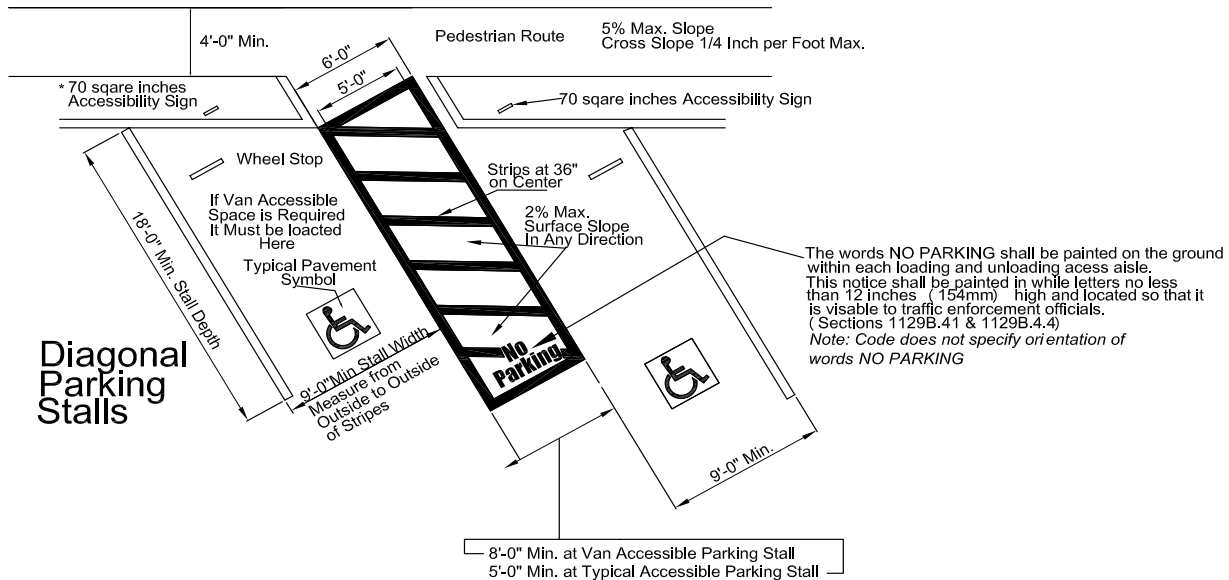 4'-0" Min.
Pedestrian Route
5% Max. Slope
Cross Slope 1/4 Inch per Foot Max.
6'-0"
5'-0"
* 70 sqare inches
Accessibility Sign
70 sqare inches Accessibility Sign
Wheel Stop
Strips at 36"
on Center
If Van Accessible
Space is Required
It Must be loacted
Here
2% Max.
Surface Slope
In Any Direction
18'-0" Min. Stall Depth
Typical Pavement
Symbol
The words NO PARKING shall be painted on the ground
within each loading and unloading acess aisle.
This notice shall be painted in while letters no less
than 12 inches ( 154mm) high and located so that it
is visable to traffic enforcement officials.
( Sections 1129B.41 & 1129B.4.4)
Note: Code does not specify orientation of
words NO PARKING
Diagonal
Parking
Stalls
No
Parking
9'-0"Min Stall Width
Measure from
Outside to Outside
of Stripes
9'-0" Min.
8'-0" Min. at Van Accessible Parking Stall
5'-0" Min. at Typical Accessible Parking Stall